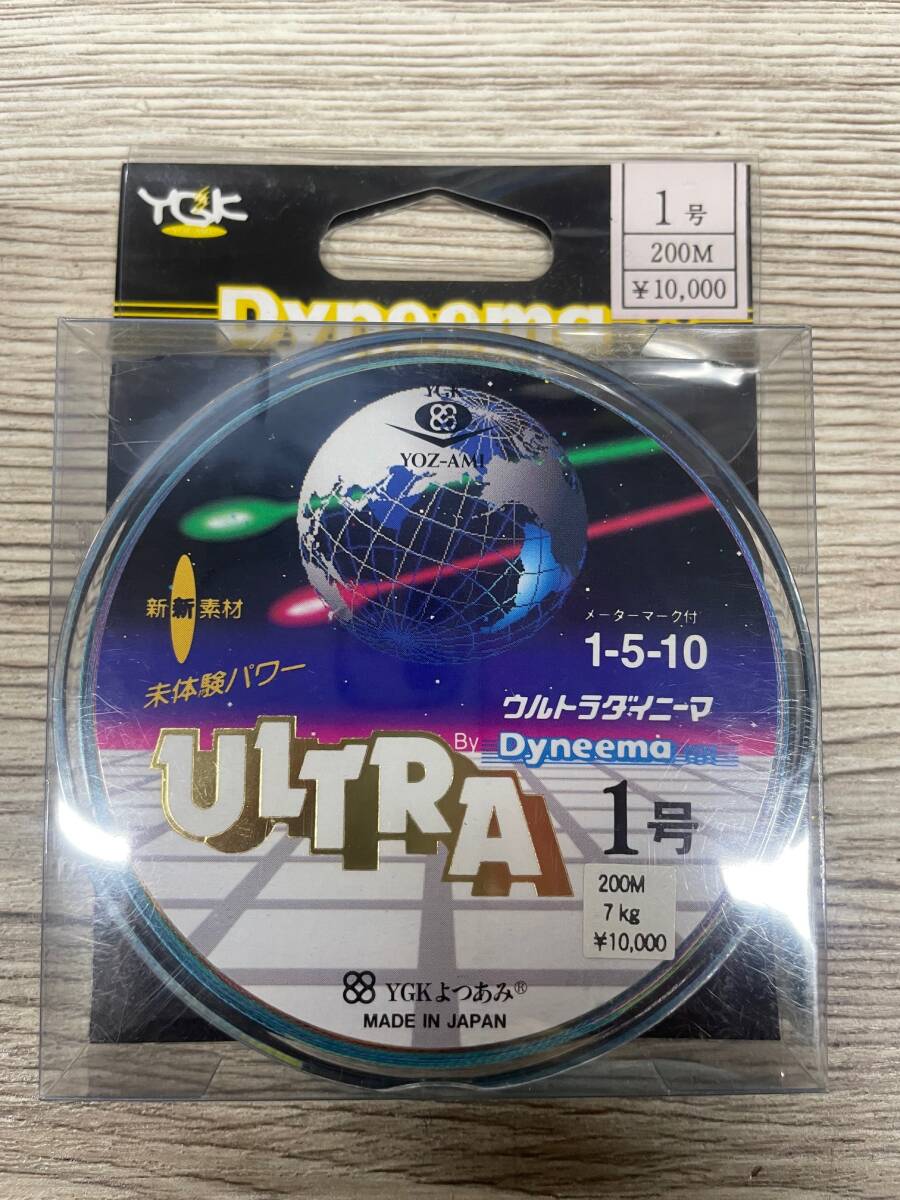 YGK
1号
200M
¥10,000
Dyneema
YGK
YOZ-AMI
新新素材
メーターマーク付
1-5-10
未体験パワー
ウルトラダイニーマ
By Dyneema
ULTRA
1号
200M
7kg
¥10,000
YGKよつあみ®
MADE IN JAPAN